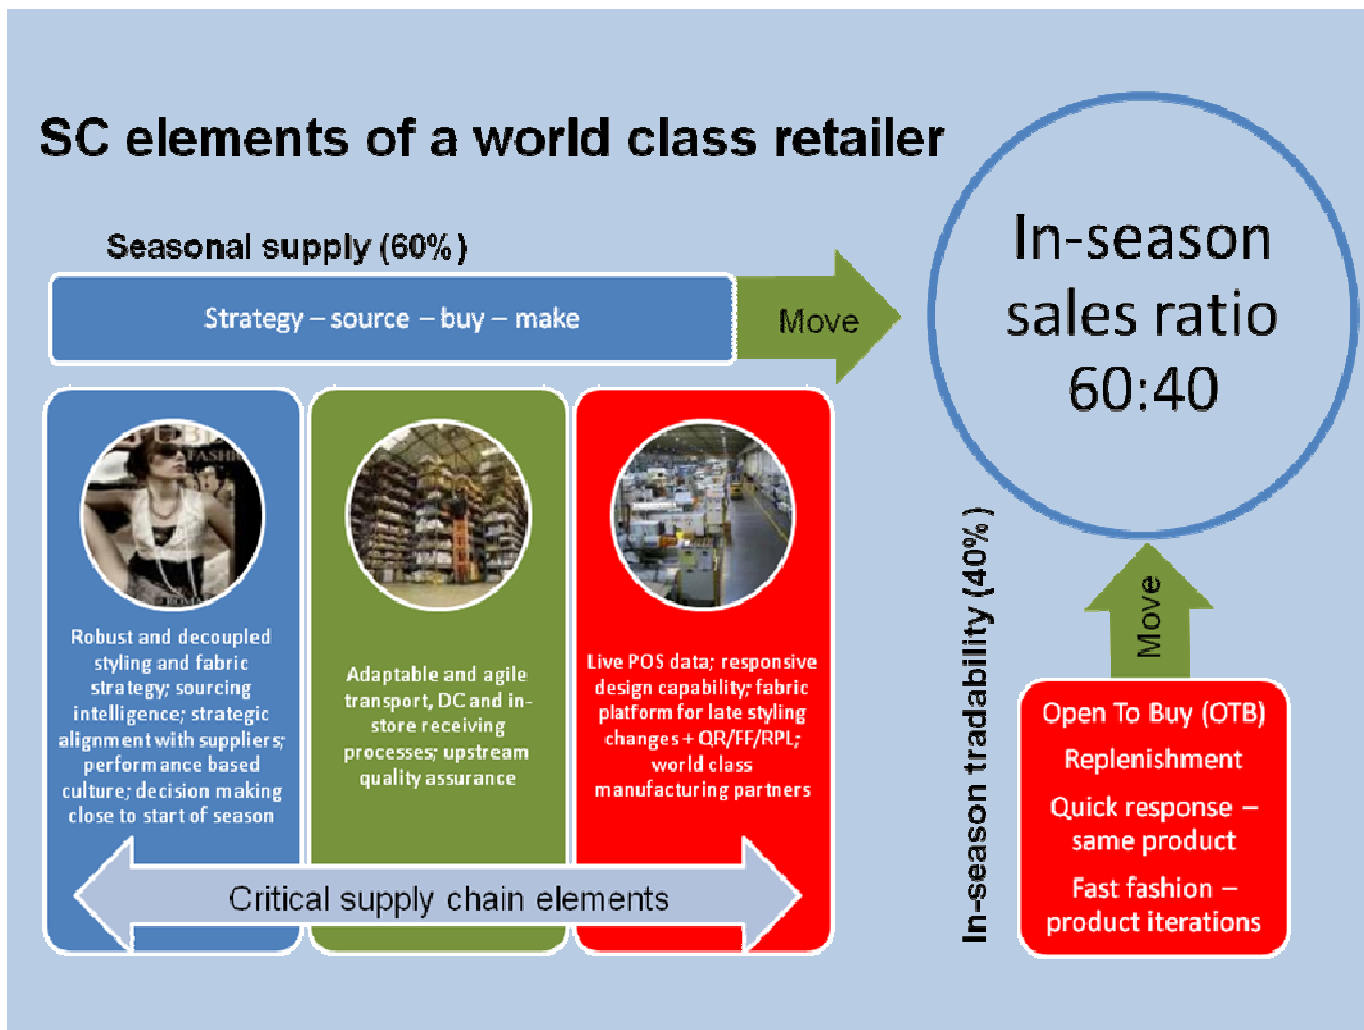 SC elements of a world class retailer
Seasonal supply (60%)
Strategy – source – buy – make
Move
In-season
sales ratio
60:40
FASHI
Robust and decoupled
styling and fabric
strategy; sourcing
intelligence; strategic
alignment with suppliers;
performance based
culture; decision making
close to start of season
Adaptable and agile
transport, DC and in-
store receiving
processes; upstream
quality assurance
Live POS data; responsive
design capability; fabric
platform for late styling
changes + QR/FF/RPL;
world class
manufacturing partners
Critical supply chain elements
In-season tradability (40%)
Move
Open To Buy (OTB)
Replenishment
Quick response –
same product
Fast fashion –
product iterations